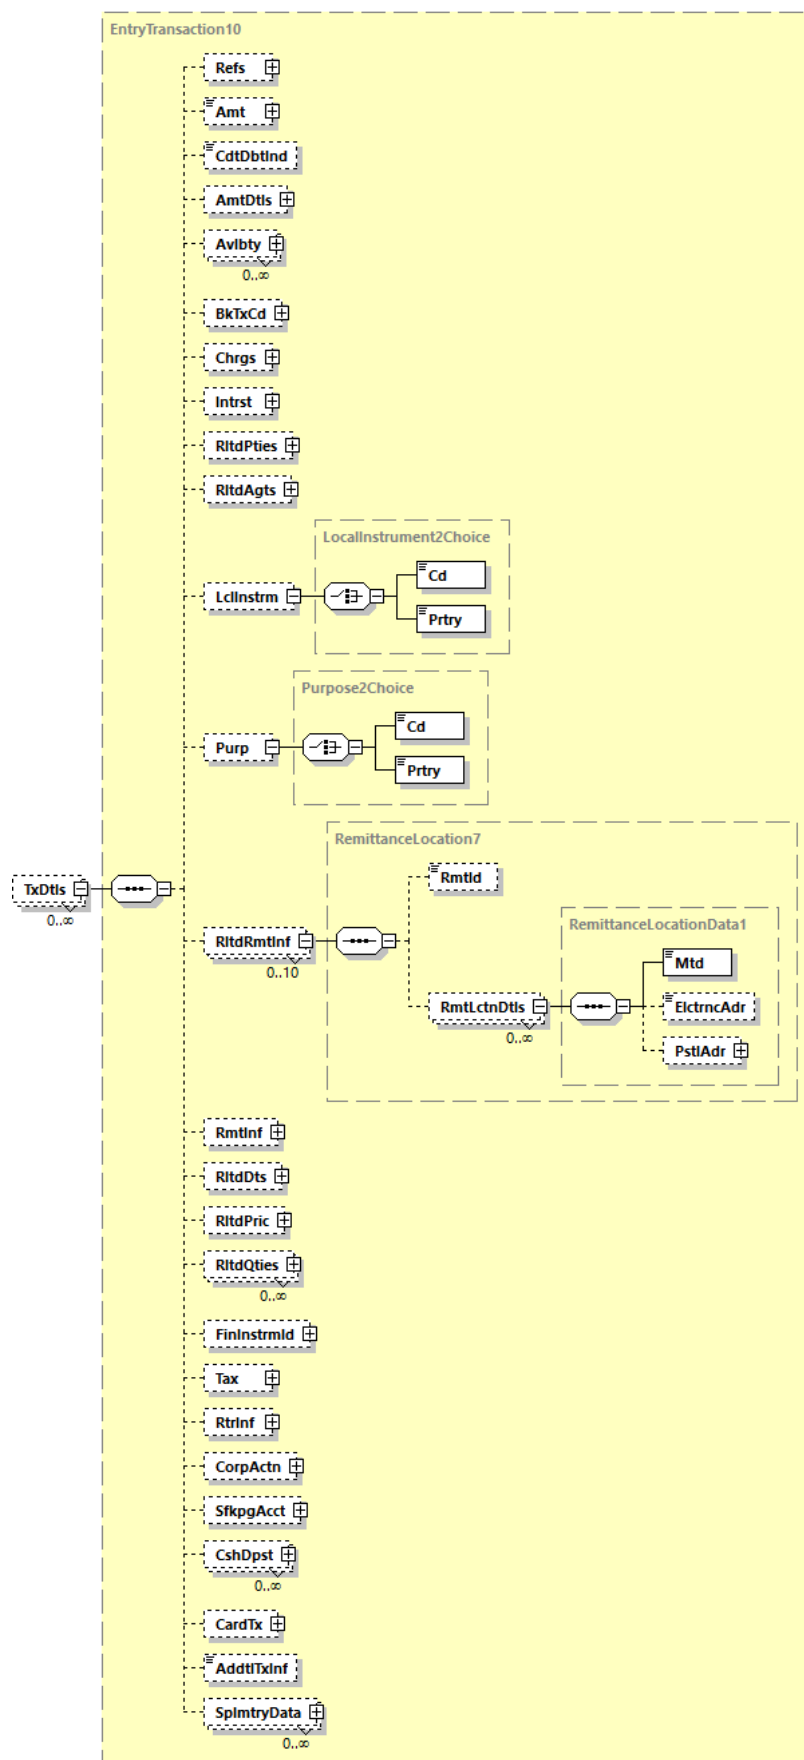 EntryTransaction10
Refs
Amt
CdtDbtInd
AmtDtls
Avlbty
0..∞
BkTxCd
Chrgs
Intrst
RltdPties
RltdAgts
LocalInstrument2Choice
LclInstrm
Cd
Prtry
Purpose2Choice
Purp
Cd
Prtry
TxDtls
0..∞
RemittanceLocation7
RltdRmtInf
0..10
RmtId
RmtLctnDtls
0..∞
RemittanceLocationData1
Mtd
ElctrncAdr
PstlAdr
RmtInf
RltdDts
RltdPric
RltdQties
0..∞
FinInstrmId
Tax
RtrInf
CorpActn
SfkpgAcct
CshDpst
0..∞
CardTx
AddtlTxInf
SplmtryData
0..∞